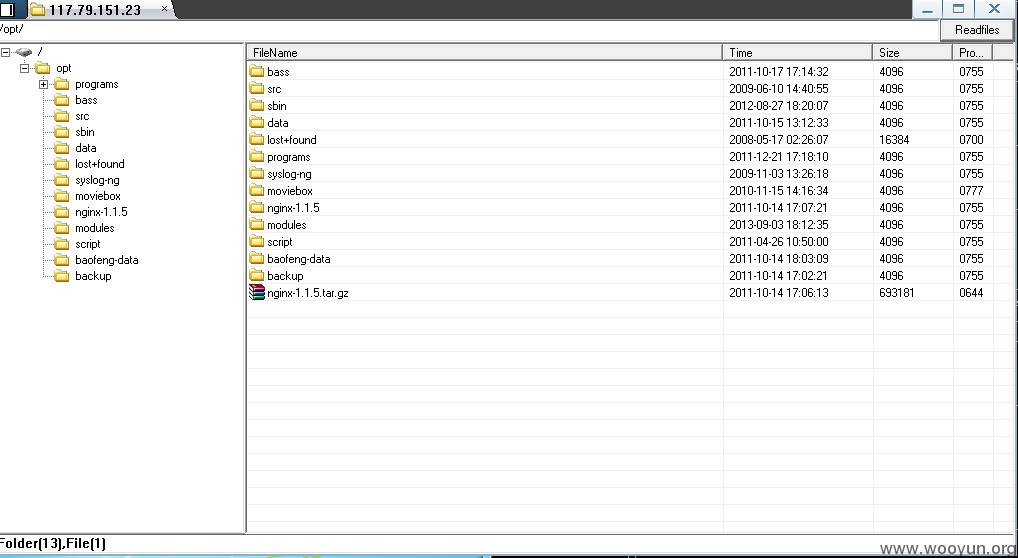 117.79.151.23 ×
/opt/ Readfiles
/
opt
programs
bass
src
sbin
data
lost+found
syslog-ng
moviebox
nginx-1.1.5
modules
script
baofeng-data
backup
FileName Time Size Pro...
bass 2011-10-17 17:14:32 4096 0755
src 2009-06-10 14:40:55 4096 0755
sbin 2012-08-27 18:20:07 4096 0755
data 2011-10-15 13:12:33 4096 0755
lost+found 2008-05-17 02:26:07 16384 0700
programs 2011-12-21 17:18:10 4096 0755
syslog-ng 2009-11-03 13:26:18 4096 0755
moviebox 2010-11-15 14:16:34 4096 0777
nginx-1.1.5 2011-10-14 17:07:21 4096 0755
modules 2013-09-03 18:12:35 4096 0755
script 2011-04-26 10:50:00 4096 0755
baofeng-data 2011-10-14 18:03:09 4096 0755
backup 2011-10-14 17:02:21 4096 0755
nginx-1.1.5.tar.gz 2011-10-14 17:06:13 693181 0644
Folder(13),File(1)
www.wooyun.org